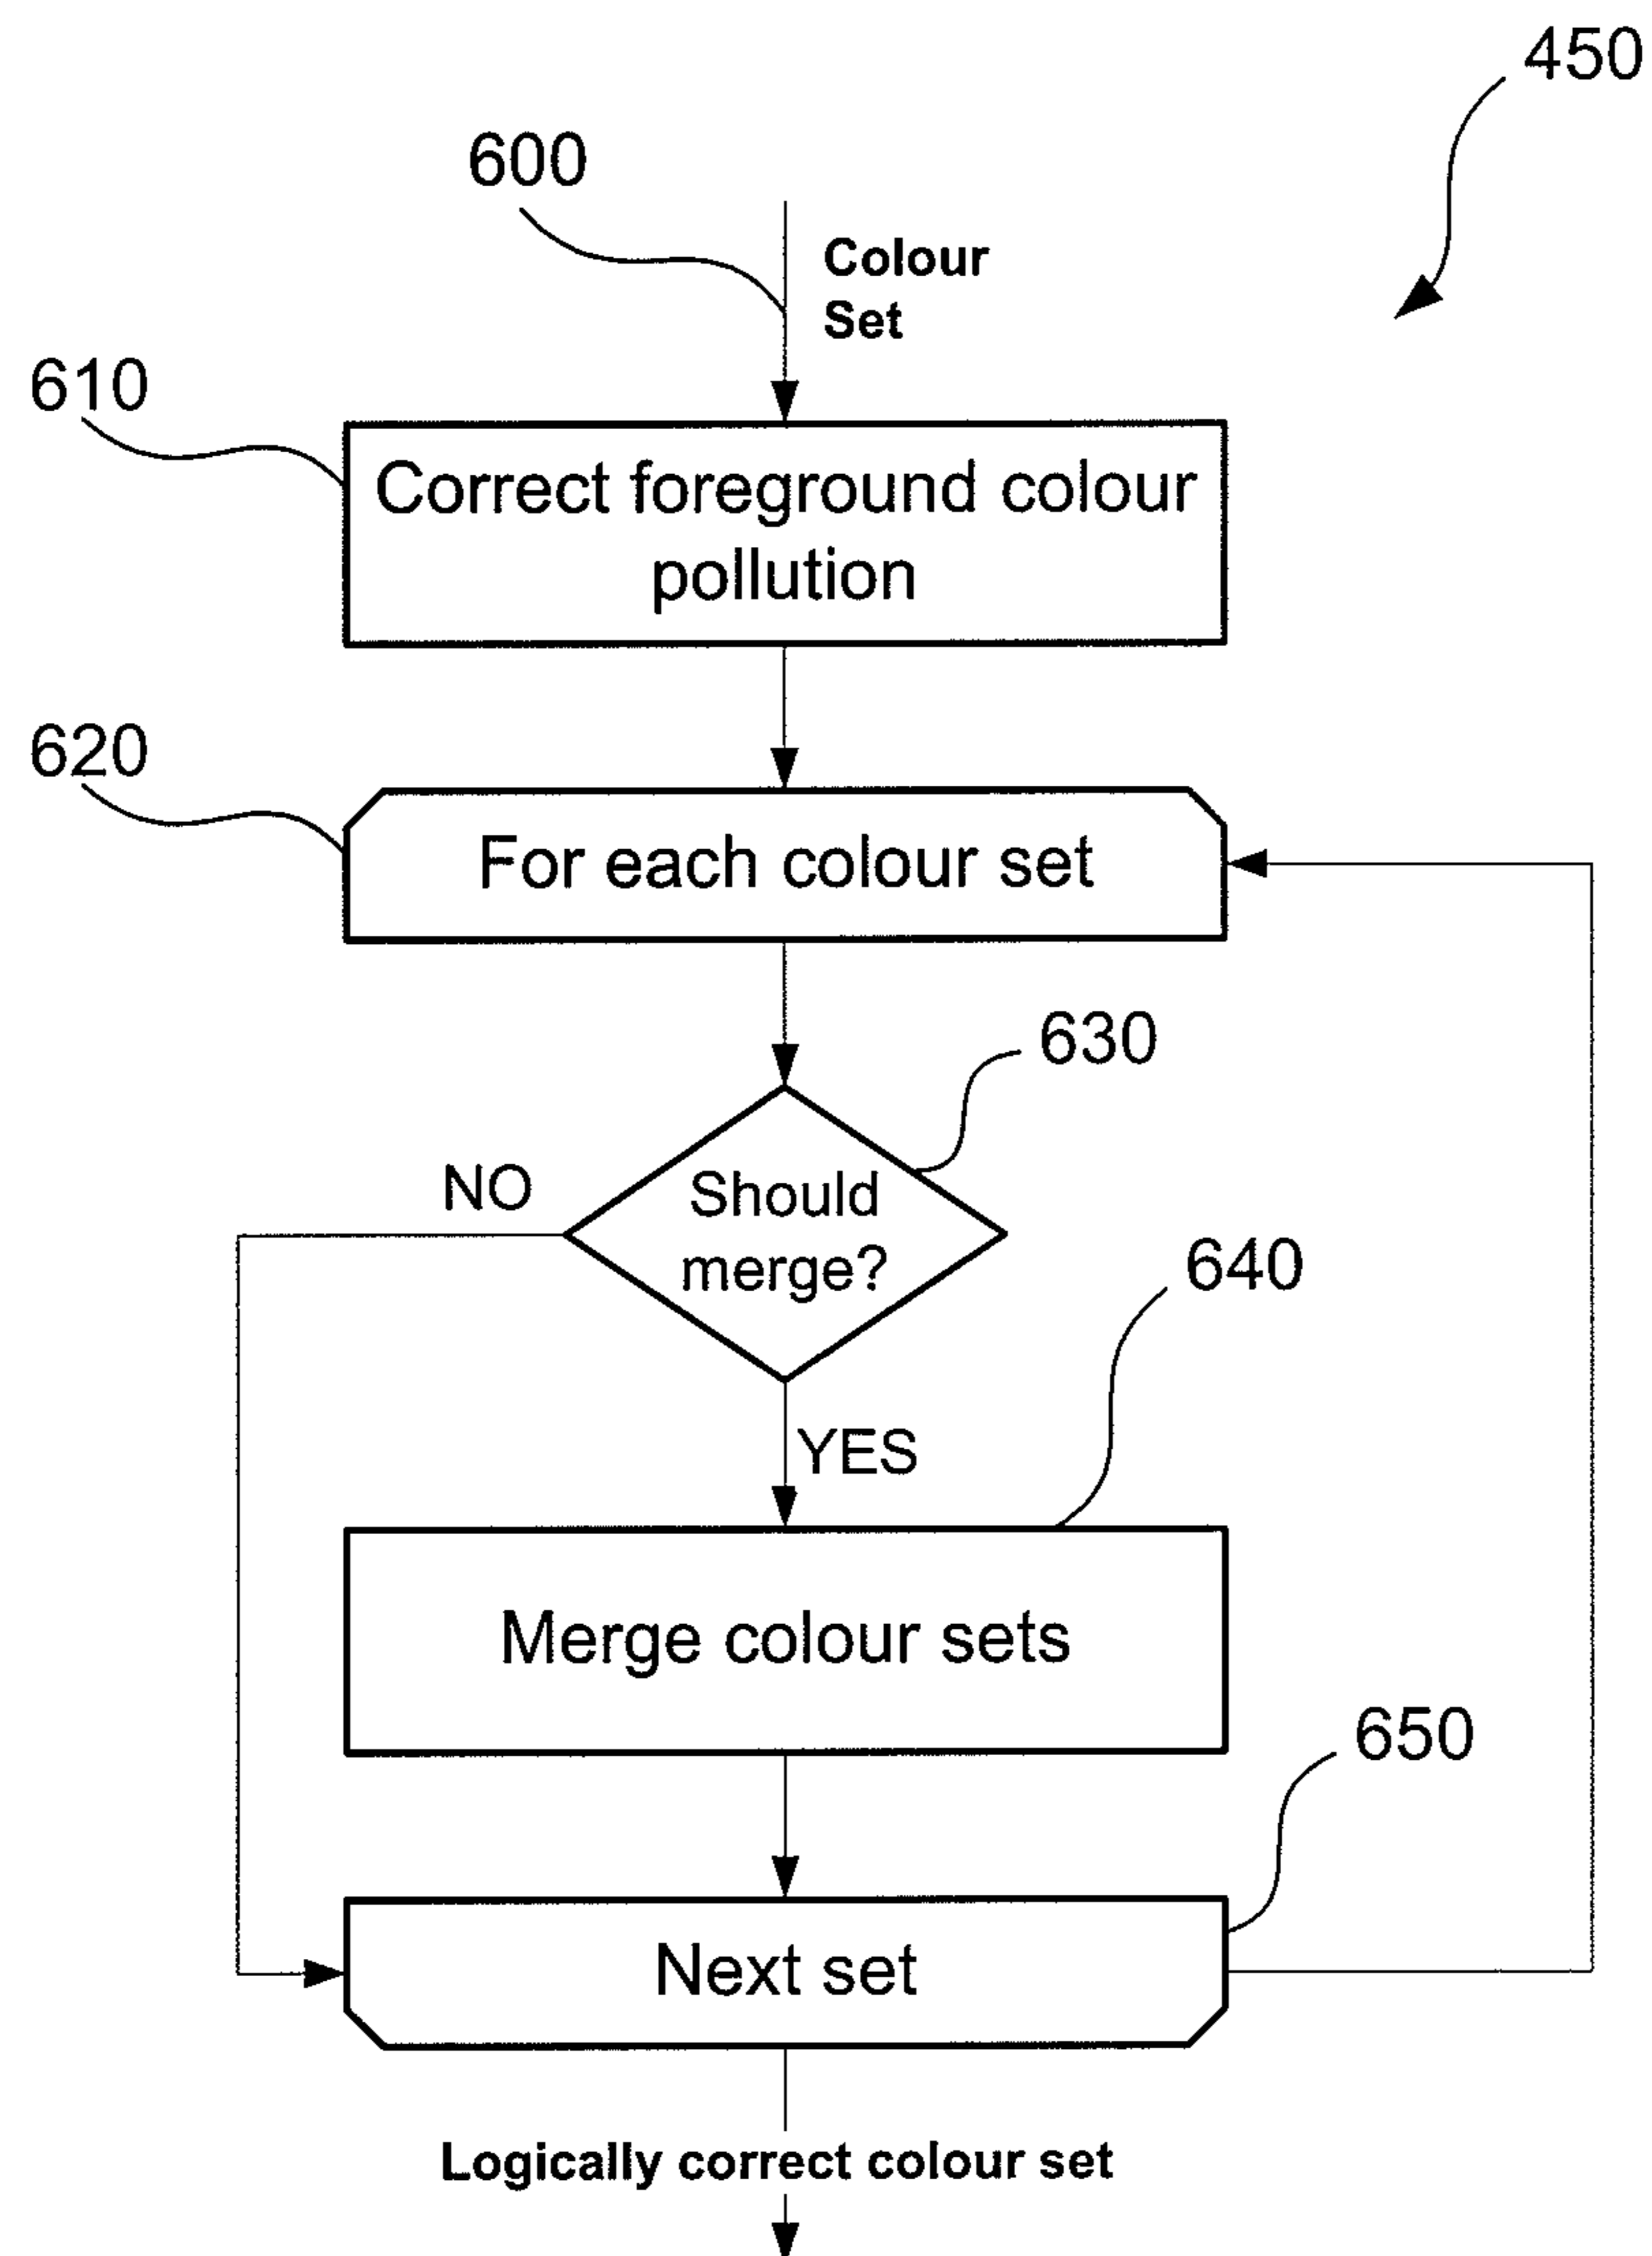 450
600
Colour
Set
610
Correct foreground colour
pollution
620
For each colour set
630
Should
merge?
NO
640
YES
Merge colour sets
650
Next set
Logically correct colour set